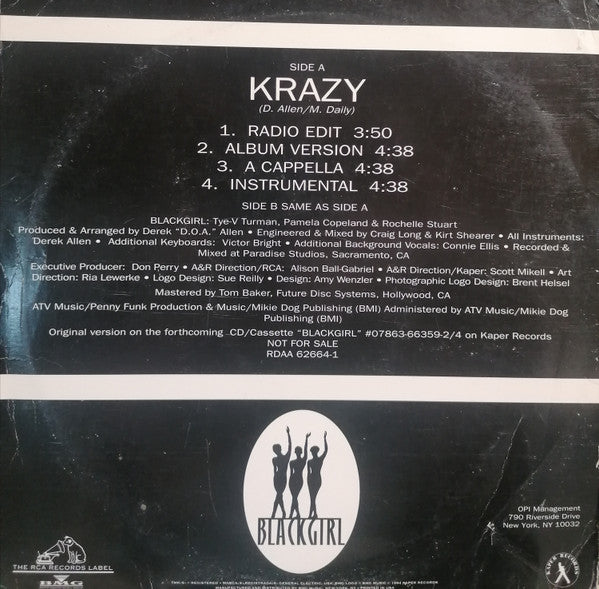 SIDE A
KRAZY
(D. Allen/M. Daily)
1. RADIO EDIT 3:50
2. ALBUM VERSION 4:38
3. A CAPPELLA 4:38
4. INSTRUMENTAL 4:38
SIDE B SAME AS SIDE A
BLACKGIRL: Tye-V Turman, Pamela Copeland & Rochelle Stuart
Produced & Arranged by Derek "D.O.A." Allen • Engineered & Mixed by Craig Long & Kirt Shearer • All Instruments:
Derek Allen • Additional Keyboards: Victor Bright • Additional Background Vocals: Connie Ellis • Recorded &
Mixed at Paradise Studios, Sacramento, CA
Executive Producer: Don Perry • A&R Direction/RCA: Alison Ball-Gabriel • A&R Direction/Kaper: Scott Mikell • Art
Direction: Ria Lewerke • Logo Design: Sue Reilly • Design: Amy Wenzler • Photographic Logo Design: Brent Helsel
Mastered by Tom Baker, Future Disc Systems, Hollywood, CA
ATV Music/Penny Funk Production & Music/Mikie Dog Publishing (BMI) Administered by ATV Music/Mikie Dog
Publishing (BMI)
Original version on the forthcoming CD/Cassette "BLACKGIRL" #07863-66359-2/4 on Kaper Records
NOT FOR SALE
RDAA 62664-1
BLACKGIRL
OPI Management
790 Riverside Drive
New York, NY 10032
THE RCA RECORDS LABEL
BMG
KAPER RECORDS